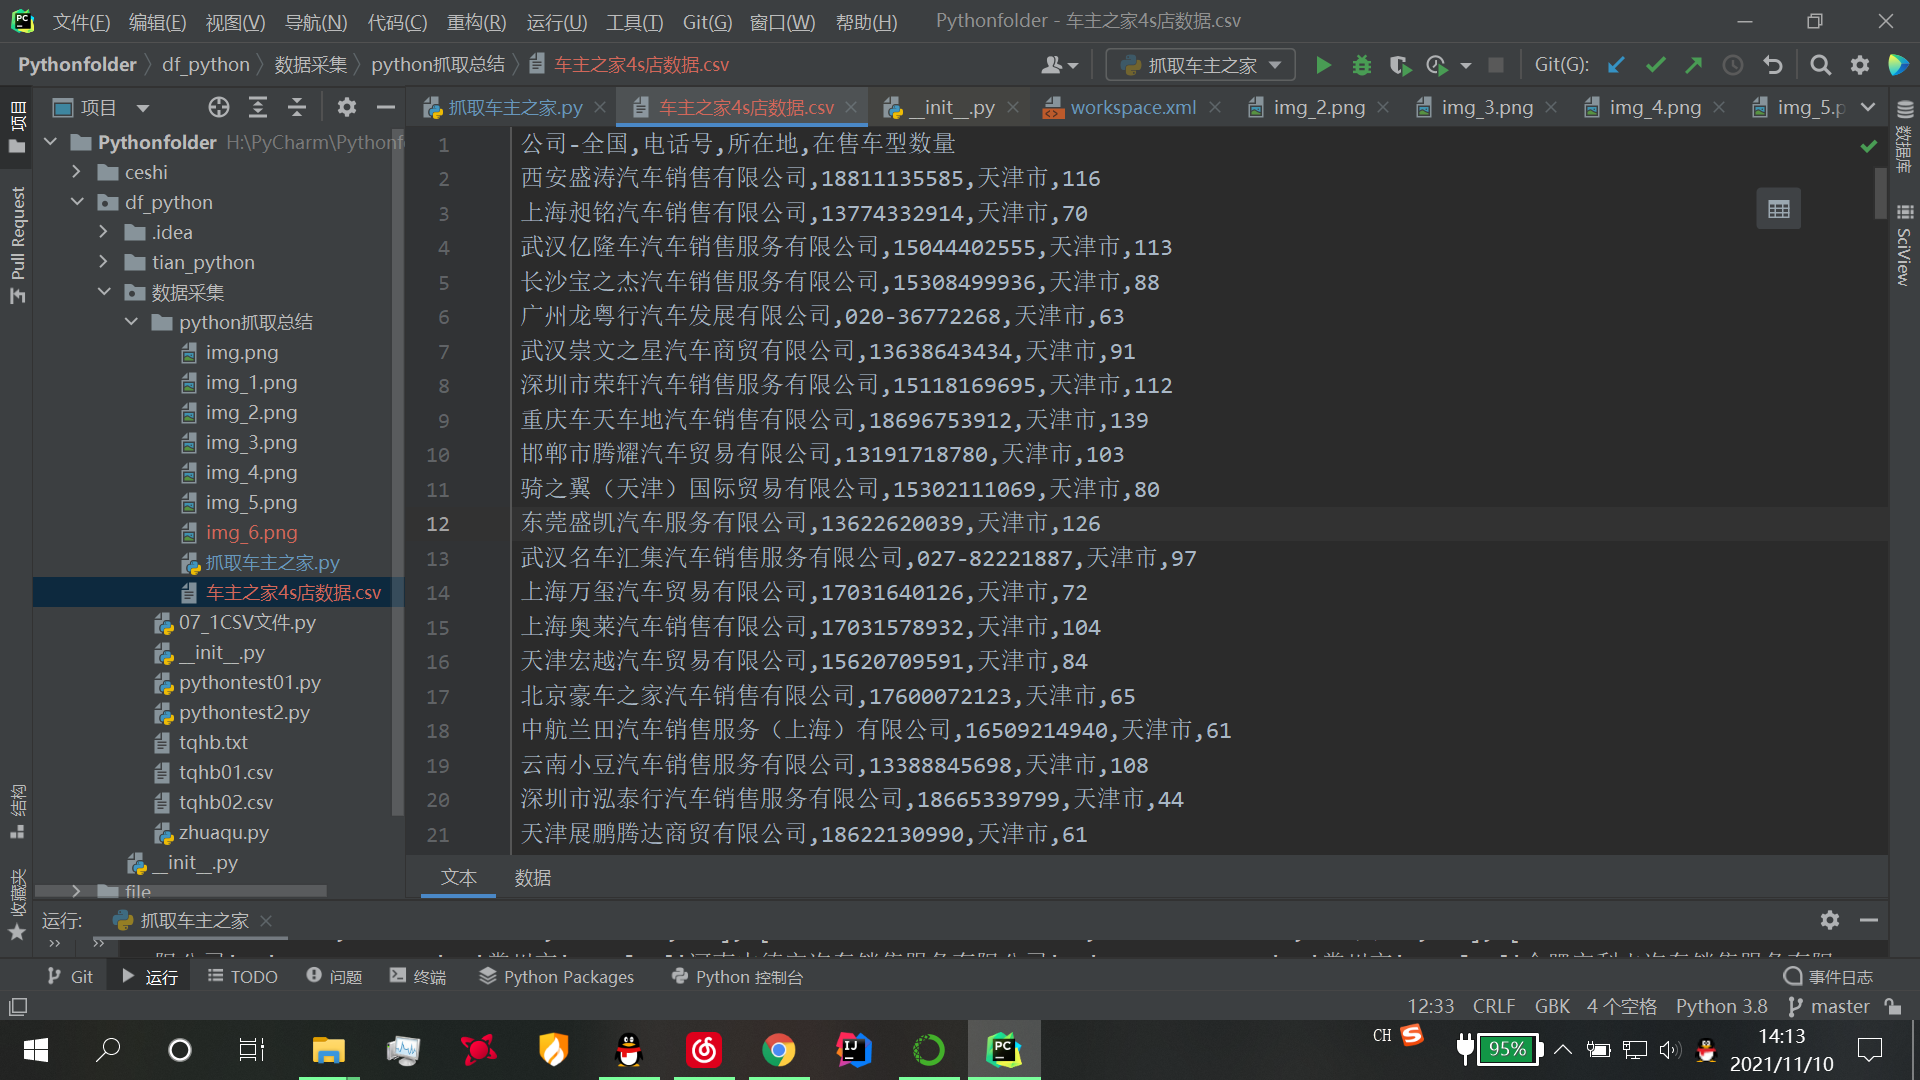 文件(F) 编辑(E) 视图(V) 导航(N) 代码(C) 重构(R) 运行(U) 工具(T) Git(G) 窗口(W) 帮助(H) Pythonfolder - 车主之家4s店数据.csv
Pythonfolder df_python 数据采集 python抓取总结 车主之家4s店数据.csv 抓取车主之家 Git(G):
项目 抓取车主之家.py 车主之家4s店数据.csv __init__.py workspace.xml img_2.png img_3.png img_4.png img_5.p
项目
Pull Request
结构
收藏夹
Pythonfolder H:\PyCharm\Pythonf
ceshi
df_python
.idea
tian_python
数据采集
python抓取总结
img.png
img_1.png
img_2.png
img_3.png
img_4.png
img_5.png
img_6.png
抓取车主之家.py
车主之家4s店数据.csv
07_1CSV文件.py
__init__.py
pythontest01.py
pythontest2.py
tqhb.txt
tqhb01.csv
tqhb02.csv
zhuaqu.py
__init__.py
file
1 公司-全国,电话号,所在地,在售车型数量
2 西安盛涛汽车销售有限公司,18811135585,天津市,116
3 上海昶铭汽车销售有限公司,13774332914,天津市,70
4 武汉亿隆车汽车销售服务有限公司,15044402555,天津市,113
5 长沙宝之杰汽车销售服务有限公司,15308499936,天津市,88
6 广州龙粤行汽车发展有限公司,020-36772268,天津市,63
7 武汉崇文之星汽车商贸有限公司,13638643434,天津市,91
8 深圳市荣轩汽车销售服务有限公司,15118169695,天津市,112
9 重庆车天车地汽车销售有限公司,18696753912,天津市,139
10 邯郸市腾耀汽车贸易有限公司,13191718780,天津市,103
11 骑之翼（天津）国际贸易有限公司,15302111069,天津市,80
12 东莞盛凯汽车服务有限公司,13622620039,天津市,126
13 武汉名车汇集汽车销售服务有限公司,027-82221887,天津市,97
14 上海万玺汽车贸易有限公司,17031640126,天津市,72
15 上海奥莱汽车销售有限公司,17031578932,天津市,104
16 天津宏越汽车贸易有限公司,15620709591,天津市,84
17 北京豪车之家汽车销售有限公司,17600072123,天津市,65
18 中航兰田汽车销售服务（上海）有限公司,16509214940,天津市,61
19 云南小豆汽车销售服务有限公司,13388845698,天津市,108
20 深圳市泓泰行汽车销售服务有限公司,18665339799,天津市,44
21 天津展鹏腾达商贸有限公司,18622130990,天津市,61
数据库
SciView
文本 数据
运行: 抓取车主之家
Git 运行 TODO 问题 终端 Python Packages Python 控制台 事件日志
12:33 CRLF GBK 4 个空格 Python 3.8 master
CH 95% 14:13
2021/11/10